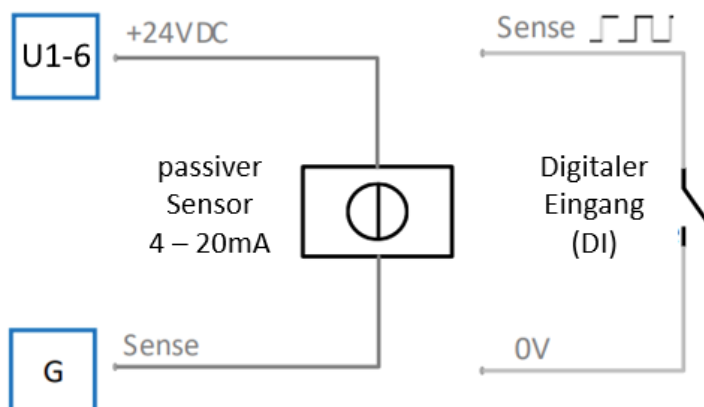 U1-6
+24VDC
passiver
Sensor
4 – 20mA
G
Sense
Sense
Digitaler
Eingang
(DI)
0V